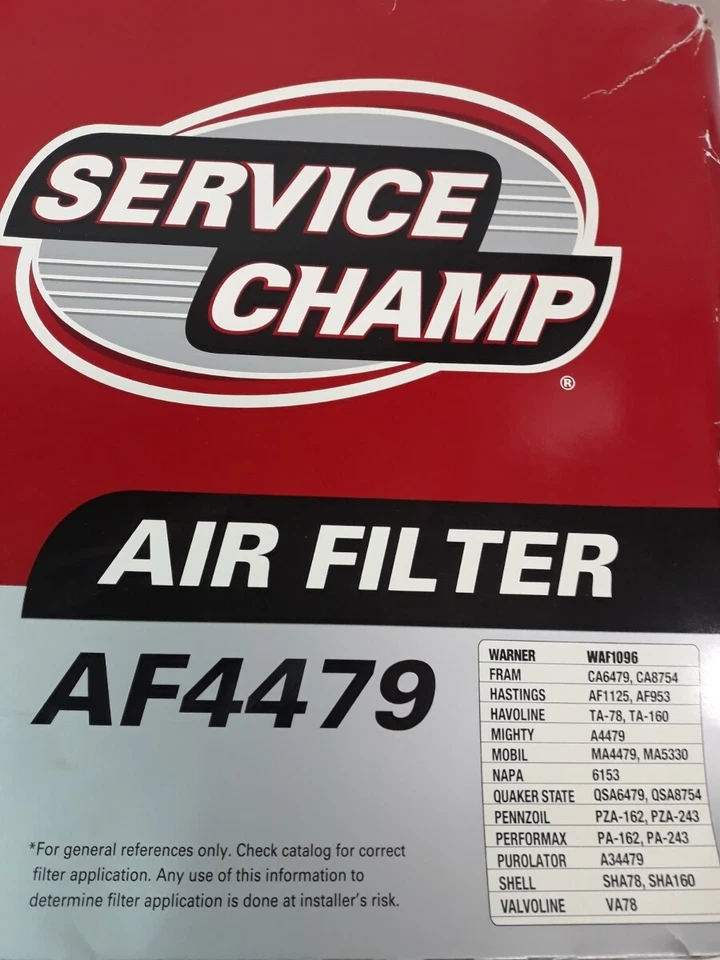 SERVICE
CHAMP
®
AIR FILTER
AF4479
WARNER WAF1096
FRAM CA6479, CA8754
HASTINGS AF1125, AF953
HAVOLINE TA-78, TA-160
MIGHTY A4479
MOBIL MA4479, MA5330
NAPA 6153
QUAKER STATE QSA6479, QSA8754
PENNZOIL PZA-162, PZA-243
PERFORMAX PA-162, PA-243
PUROLATOR A34479
SHELL SHA78, SHA160
VALVOLINE VA78
*For general references only. Check catalog for correct
filter application. Any use of this information to
determine filter application is done at installer's risk.